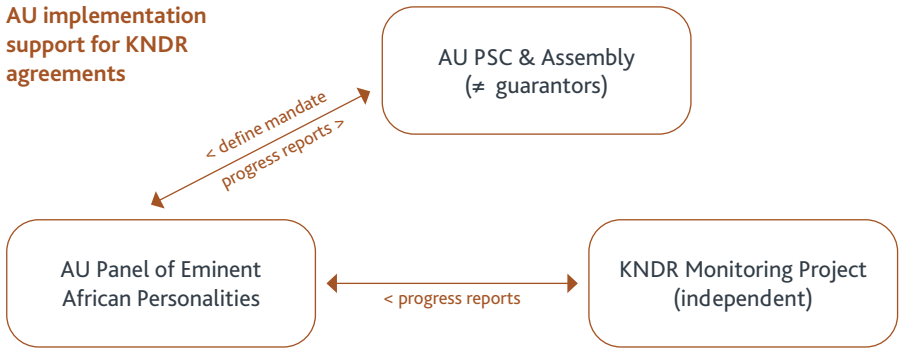 AU implementation
support for KNDR
agreements
AU PSC & Assembly
(≠ guarantors)
< define mandate
progress reports >
AU Panel of Eminent
African Personalities
< progress reports
KNDR Monitoring Project
(independent)